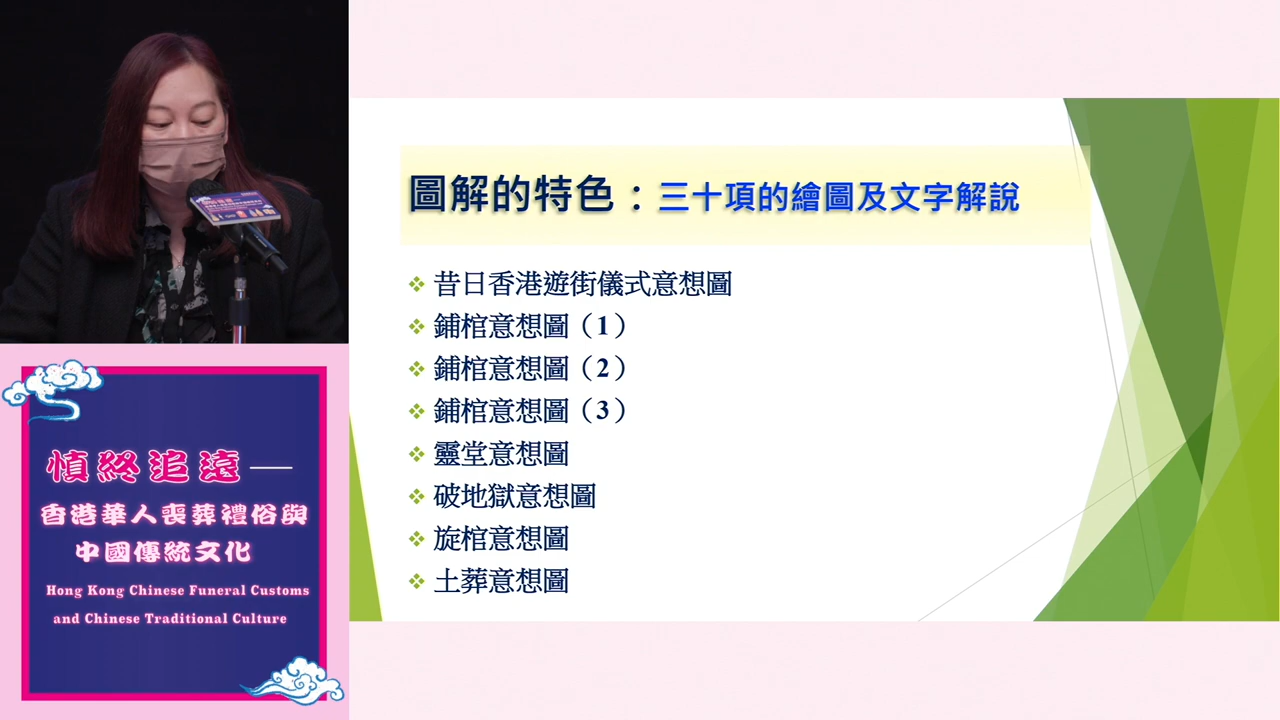 圖解的特色：三十項的繪圖及文字解說
昔日香港遊街儀式意想圖
鋪棺意想圖（1）
鋪棺意想圖（2）
鋪棺意想圖（3）
靈堂意想圖
破地獄意想圖
旋棺意想圖
土葬意想圖
慎終追遠—
香港華人喪葬禮俗與
中國傳統文化
Hong Kong Chinese Funeral Customs
and Chinese Traditional Culture